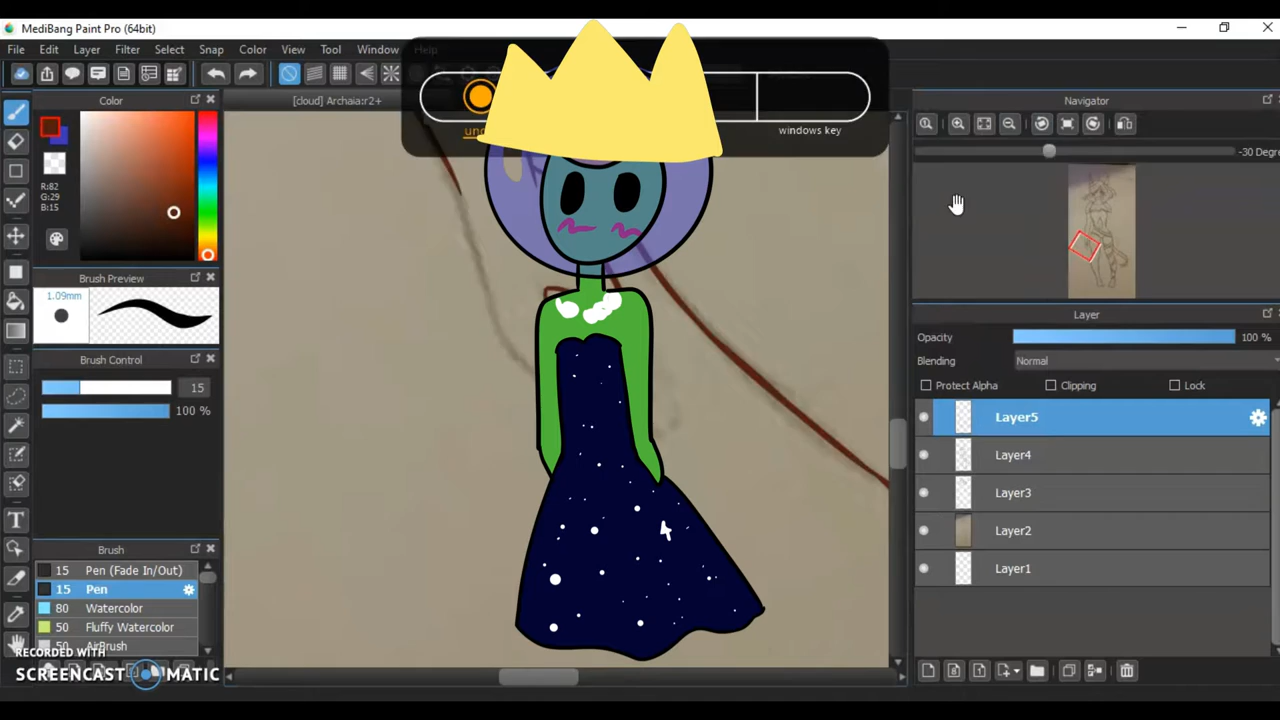 MediBang Paint Pro (64bit)
File Edit Layer Filter Select Snap Color View Tool Window Help
Color
[cloud] Archaia:r2+
windows key
Navigator
-30 Degre
R:82
G:29
B:15
Brush Preview
1.09mm
Brush Control
15
100 %
Layer
Opacity 100 %
Blending Normal
Protect Alpha Clipping Lock
Layer5
Layer4
Layer3
Layer2
Layer1
Brush
15 Pen (Fade In/Out)
15 Pen
80 Watercolor
50 Fluffy Watercolor
50 AirBrush
T
RECORDED WITH
SCREENCAST MATIC